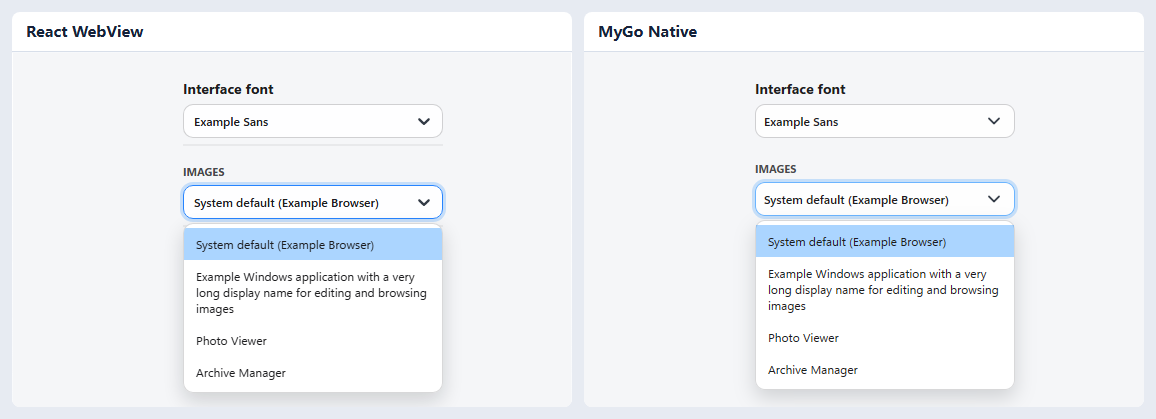 React WebView
Interface font
Example Sans
IMAGES
System default (Example Browser)
System default (Example Browser)
Example Windows application with a very
long display name for editing and browsing
images
Photo Viewer
Archive Manager
MyGo Native
Interface font
Example Sans
IMAGES
System default (Example Browser)
System default (Example Browser)
Example Windows application with a very
long display name for editing and browsing
images
Photo Viewer
Archive Manager